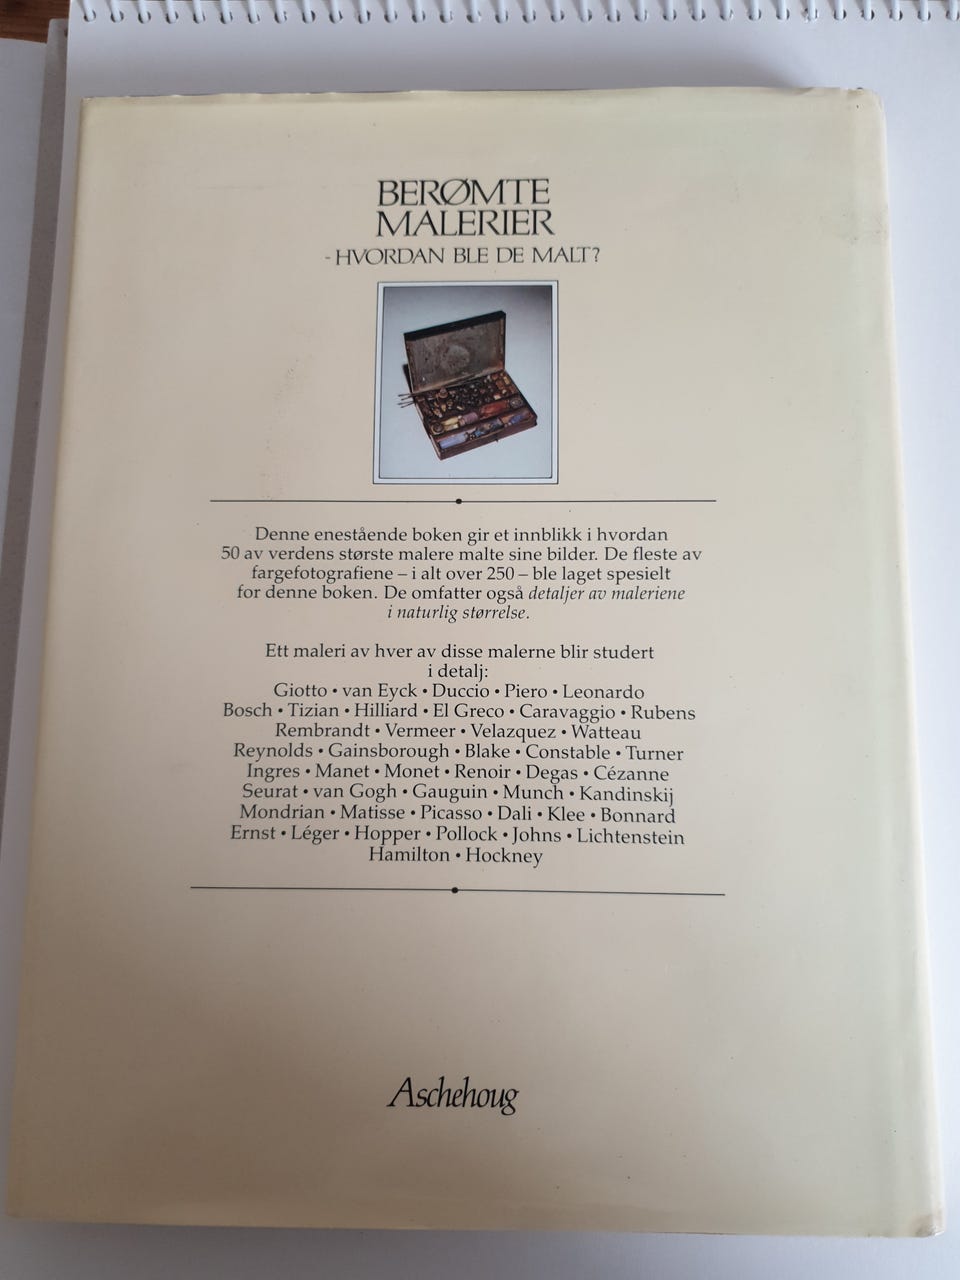 BERØMTE
MALERIER
- HVORDAN BLE DE MALT?
Denne enestående boken gir et innblikk i hvordan
50 av verdens største malere malte sine bilder. De fleste av
fargefotografiene – i alt over 250 – ble laget spesielt
for denne boken. De omfatter også detaljer av maleriene
i naturlig størrelse.
Ett maleri av hver av disse malerne blir studert
i detalj:
Giotto • van Eyck • Duccio • Piero • Leonardo
Bosch • Tizian • Hilliard • El Greco • Caravaggio • Rubens
Rembrandt • Vermeer • Velazquez • Watteau
Reynolds • Gainsborough • Blake • Constable • Turner
Ingres • Manet • Monet • Renoir • Degas • Cézanne
Seurat • van Gogh • Gauguin • Munch • Kandinskij
Mondrian • Matisse • Picasso • Dali • Klee • Bonnard
Ernst • Léger • Hopper • Pollock • Johns • Lichtenstein
Hamilton • Hockney
Aschehoug